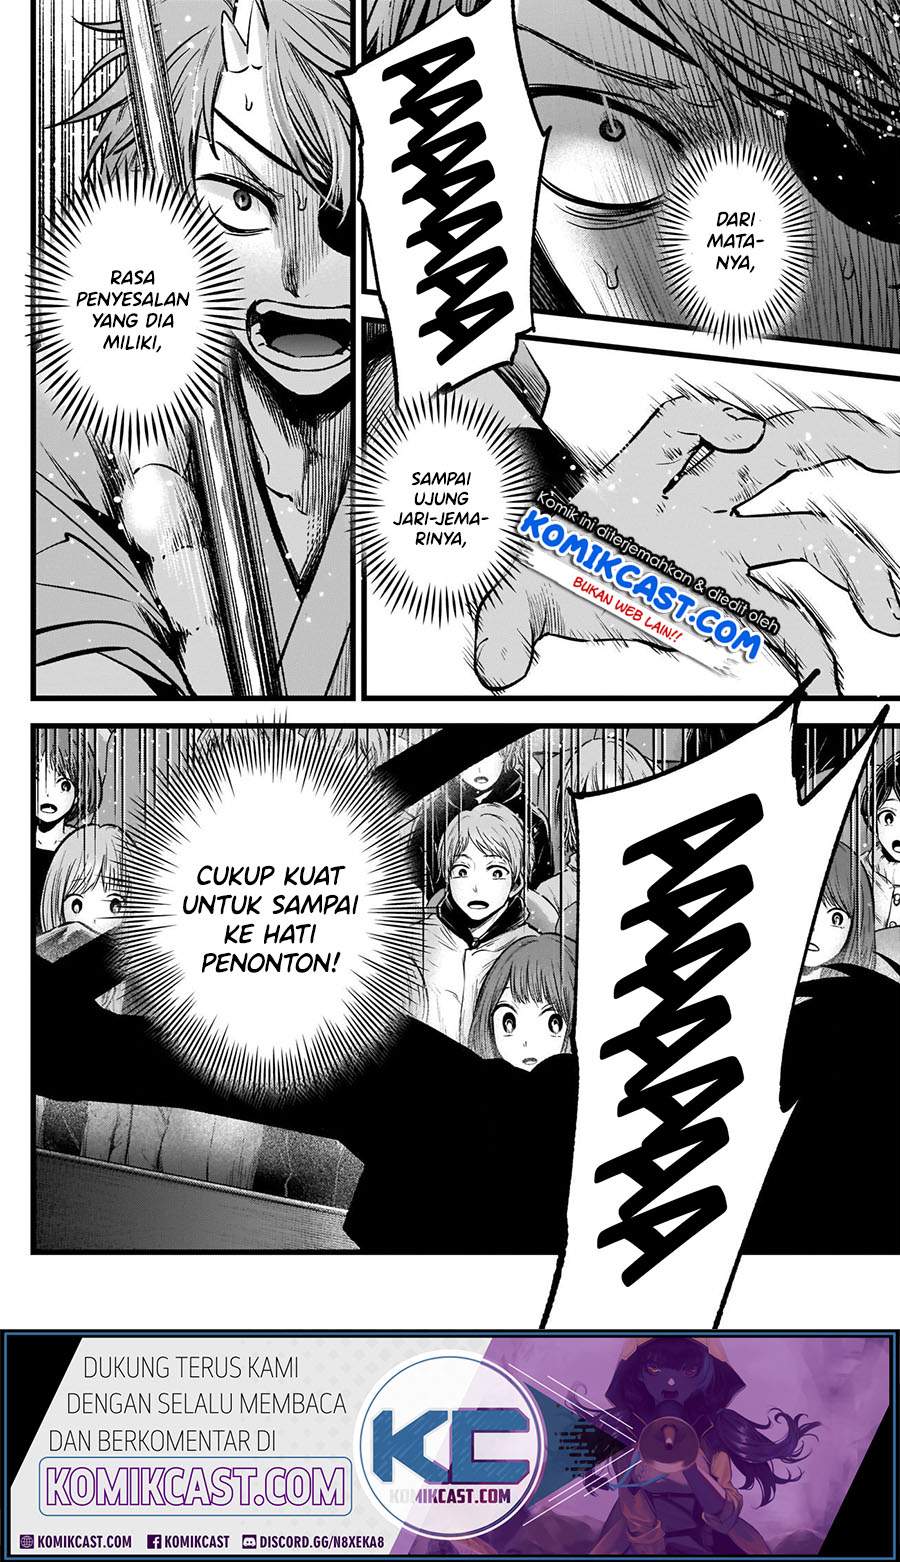 DARI
MATA-
NYA,
AAAAAAA
RASA
PENYESALAN
YANG DIA
MILIKI,
SAMPAI
UJUNG
JARI-JEMA-
RINYA,
Komik ini diterjemahkan & diedit oleh
KOMIKCAST.COM
BUKAN WEB LAIN!!
CUKUP KUAT
UNTUK SAMPAI
KE HATI
PENONTON!
AAAAAAA
DUKUNG TERUS KAMI
DENGAN SELALU MEMBACA
DAN BERKOMENTAR DI
KOMIKCAST.COM
KC
KOMIKCAST.COM
KOMIKCAST.COM
KOMIKCAST.COM
DISCORD.GG/N8XEKA8